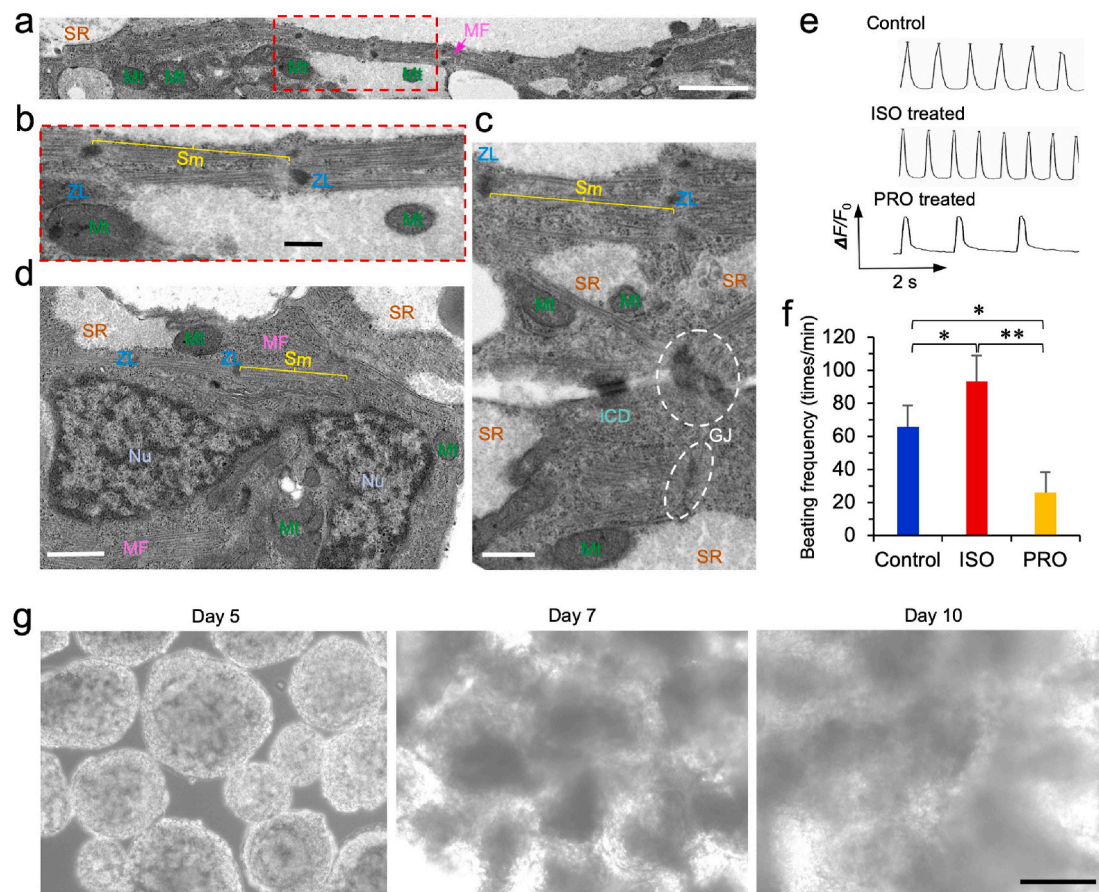 a
SR
MF
Mt
Mt
Mt
Mt
b
Sm
ZL
ZL
Mt
Mt
c
ZL
Sm
ZL
SR
SR
Mt
Mt
iCD
GJ
SR
Mt
SR
d
SR
Mt
MF
SR
ZL
ZL
Sm
Nu
Nu
Mt
Mt
MF
e
Control
ISO treated
PRO treated
ΔF/F₀
2 s
f
Beating frequency (times/min)
120
100
80
60
40
20
0
*
*
**
Control ISO PRO
g
Day 5 Day 7 Day 10